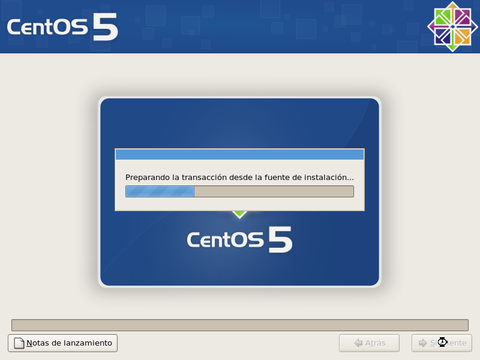 CentOS 5
Preparando la transacción desde la fuente de instalación...
CentOS 5
Notas de lanzamiento
Atrás